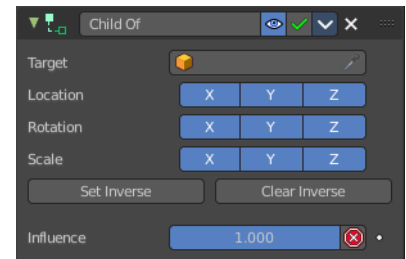 Child Of
Target
Location X Y Z
Rotation X Y Z
Scale X Y Z
Set Inverse Clear Inverse
Influence 1.000